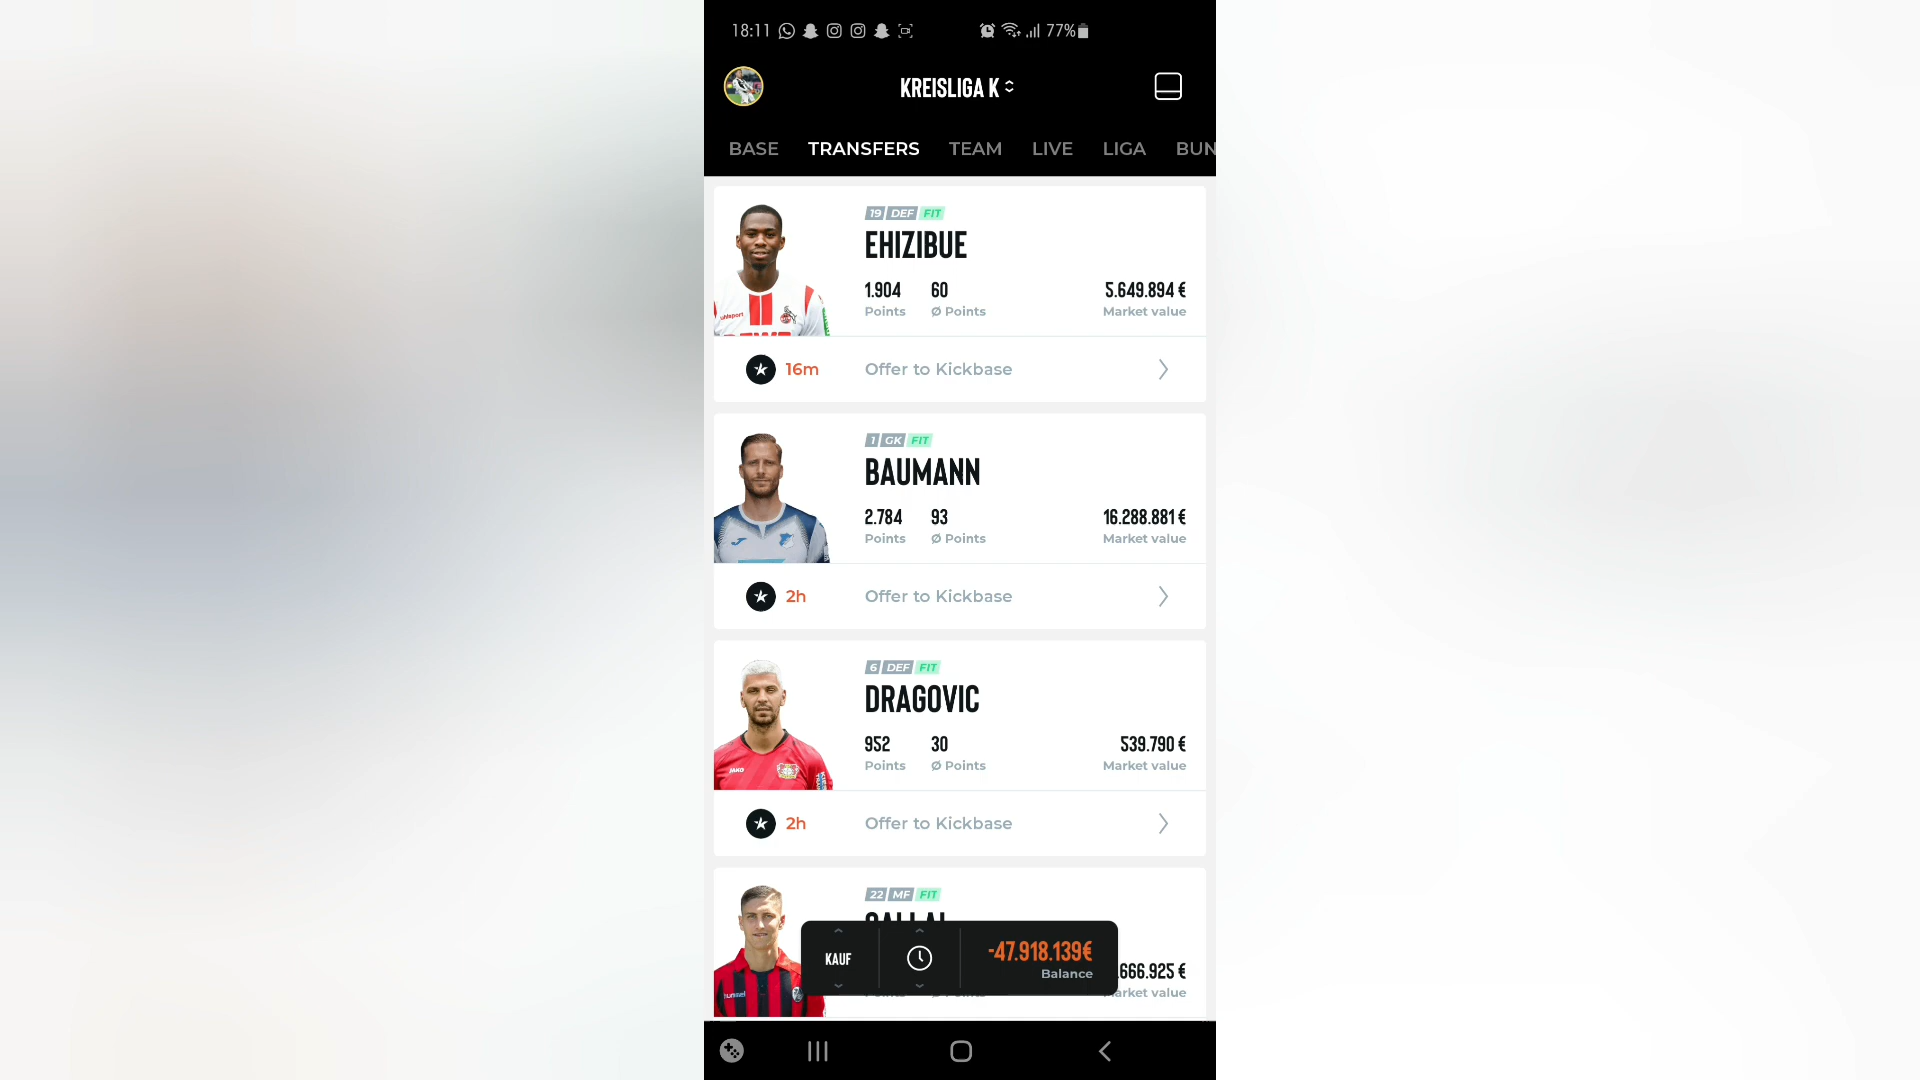 18:11 77%
KREISLIGA K
BASE TRANSFERS TEAM LIVE LIGA BUN
19 DEF FIT
EHIZIBUE
1.904 60 5.649.894 €
Points Ø Points Market value
16m Offer to Kickbase
1 GK FIT
BAUMANN
2.784 93 16.288.881 €
Points Ø Points Market value
2h Offer to Kickbase
6 DEF FIT
DRAGOVIC
952 30 539.790 €
Points Ø Points Market value
2h Offer to Kickbase
22 MF FIT
KAUF -47.918.139€
Balance
.666.925 €
arket value